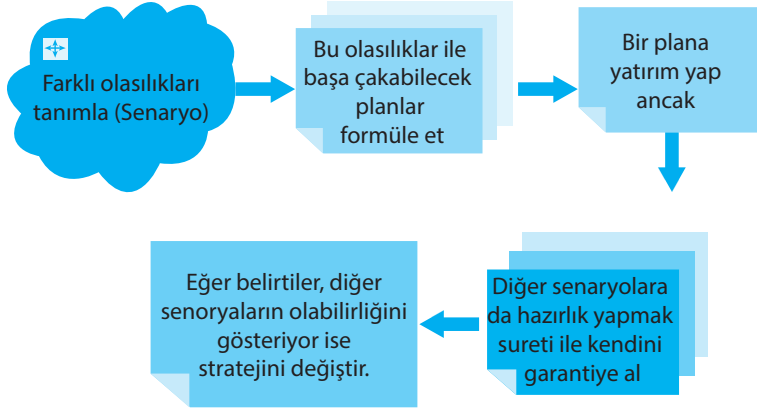 Farklı olasılıkları
tanımla (Senaryo)
Bu olasılıklar ile
başa çakabilecek
planlar
formüle et
Bir plana
yatırım yap
ancak
Diğer senaryolara
da hazırlık yapmak
sureti ile kendini
garantiye al
Eğer belirtiler, diğer
senoryaların olabilirliğini
gösteriyor ise
stratejini değiştir.